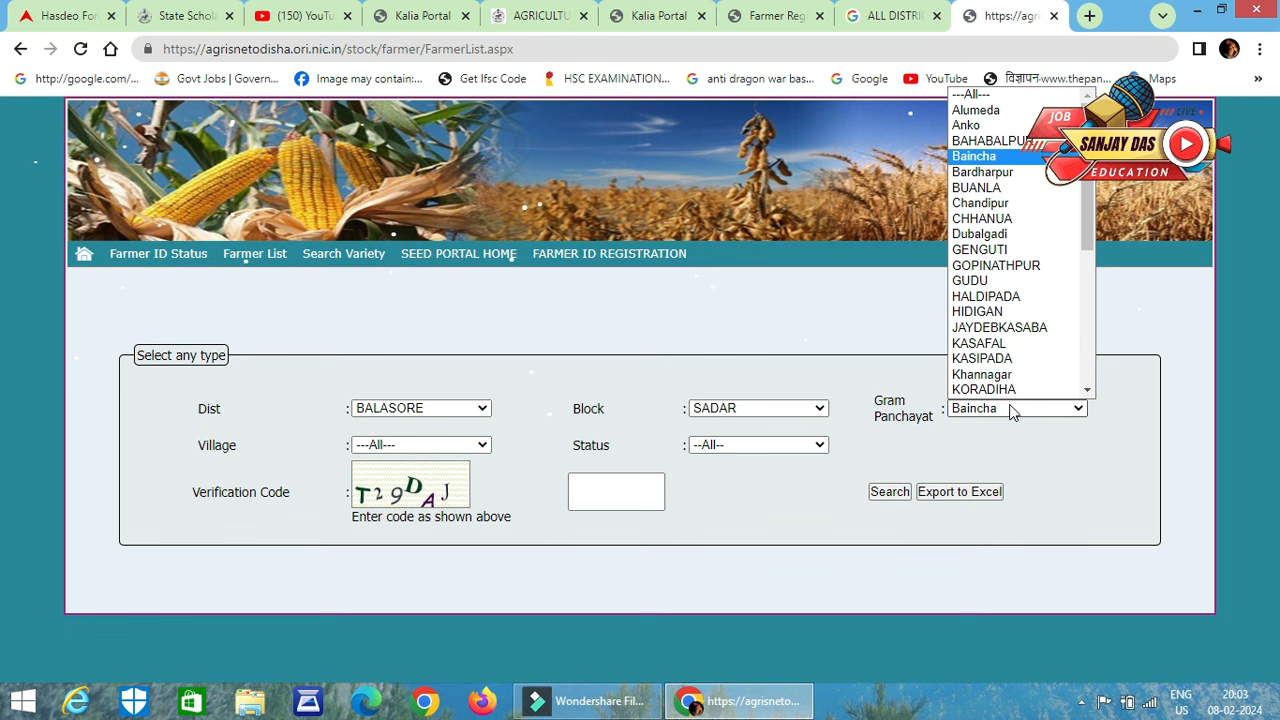 Hasdeo For
State Schol
(150) YouTu
Kalia Portal
AGRICULTU
Kalia Portal
Farmer Reg
ALL DISTRIC
https://agri
https://agrisnetodisha.ori.nic.in/stock/farmer/FarmerList.aspx
http://google.com/...
Govt Jobs | Govern...
Image may contain:...
Get Ifsc Code
HSC EXAMINATION...
anti dragon war bas...
Google
YouTube
विज्ञापन-www.thepan...
Maps
»
---All---
Alumeda
Anko
BAHABALPUR
Baincha
Bardharpur
BUANLA
Chandipur
CHHANUA
Dubalgadi
GENGUTI
GOPINATHPUR
GUDU
HALDIPADA
HIDIGAN
JAYDEBKASABA
KASAFAL
KASIPADA
Khannagar
KORADIHA
JOB
LIVE
SANJAY DAS
EDUCATION
Farmer ID Status
Farmer List
Search Variety
SEED PORTAL HOME
FARMER ID REGISTRATION
Select any type
Dist
:
BALASORE
Block
:
SADAR
Gram
Panchayat
:
Baincha
Village
:
---All---
Status
:
--All--
Verification Code
:
T29DAJ
Enter code as shown above
Search
Export to Excel
Wondershare Fil...
https://agrisneto...
ENG
US
20:03
08-02-2024